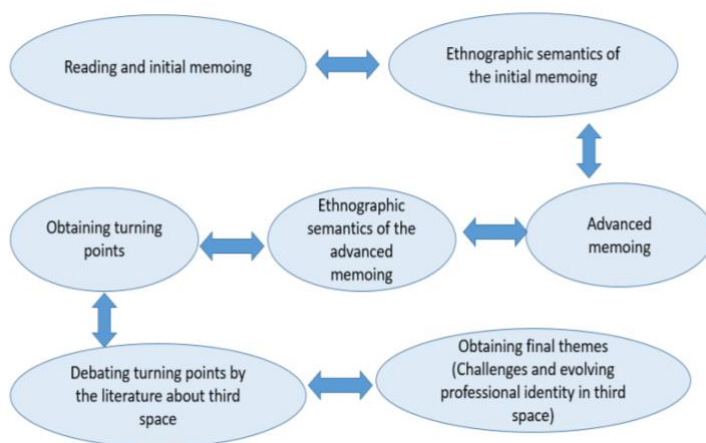 Reading and initial memoing
Ethnographic semantics of
the initial memoing
Advanced
memoing
Ethnographic
semantics of the
advanced
memoing
Obtaining turning
points
Debating turning points by
the literature about third
space
Obtaining final themes
(Challenges and evolving
professional identity in third
space)